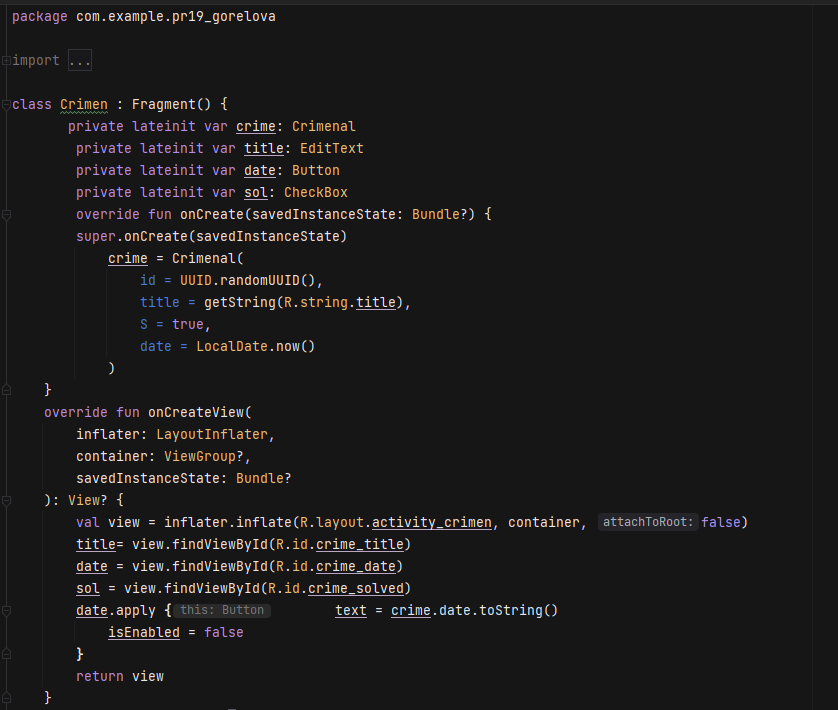 package com.example.pr19_gorelova
import ...
class Crimen : Fragment() {
private lateinit var crime: Crimenal
private lateinit var title: EditText
private lateinit var date: Button
private lateinit var sol: CheckBox
override fun onCreate(savedInstanceState: Bundle?) {
super.onCreate(savedInstanceState)
crime = Crimenal(
id = UUID.randomUUID(),
title = getString(R.string.title),
S = true,
date = LocalDate.now()
)
}
override fun onCreateView(
inflater: LayoutInflater,
container: ViewGroup?,
savedInstanceState: Bundle?
): View? {
val view = inflater.inflate(R.layout.activity_crimen, container, attachToRoot: false)
title= view.findViewById(R.id.crime_title)
date = view.findViewById(R.id.crime_date)
sol = view.findViewById(R.id.crime_solved)
date.apply { this: Button text = crime.date.toString()
isEnabled = false
}
return view
}